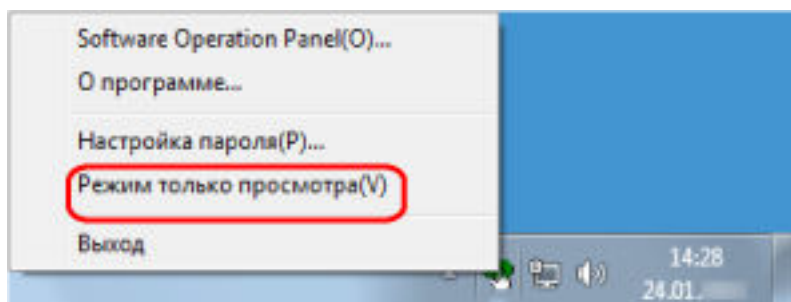 Software Operation Panel(O)...
О программе...
Настройка пароля(P)...
Режим только просмотра(V)
Выход
14:28
24.01.